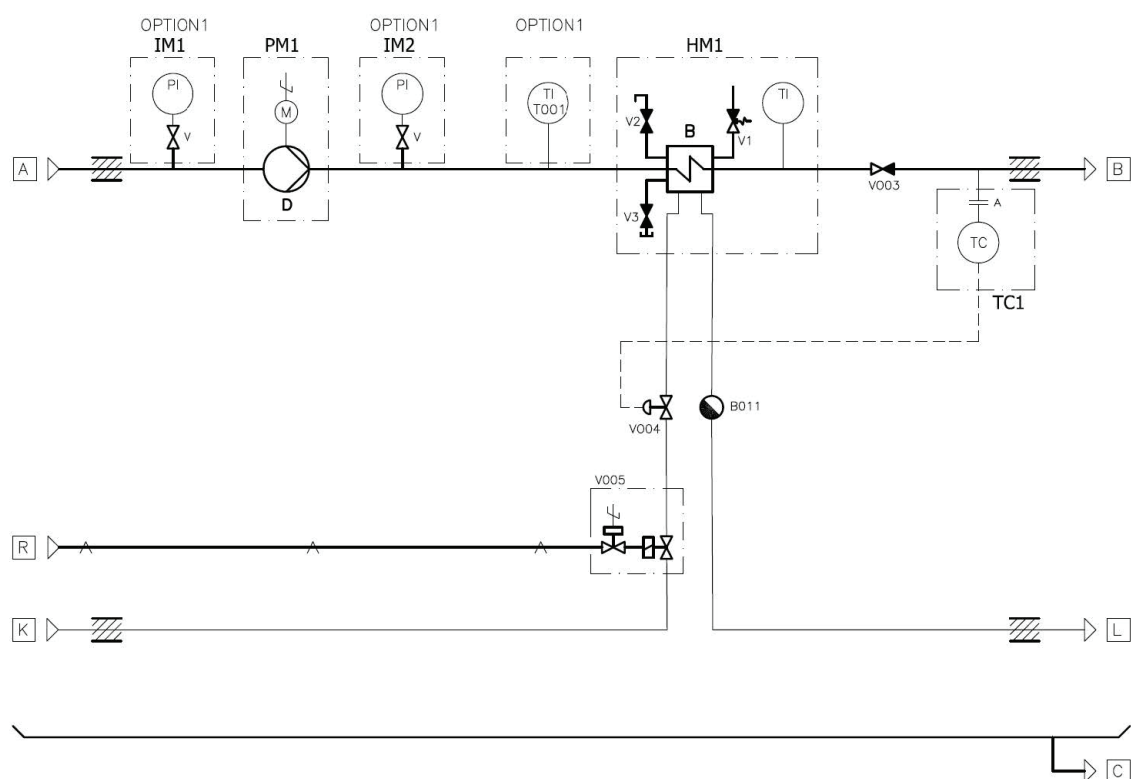 OPTION1
IM1
PM1
OPTION1
IM2
OPTION1
HM1
PI
M
PI
TI
T001
TI
V
V
V2
B
V1
A
D
V3
V003
B
A
TC
TC1
V004
B011
V005
R
K
L
C